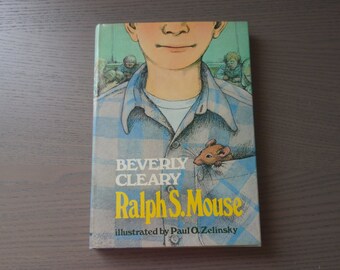 BEVERLY
CLEARY
Ralph S. Mouse
illustrated by Paul O. Zelinsky